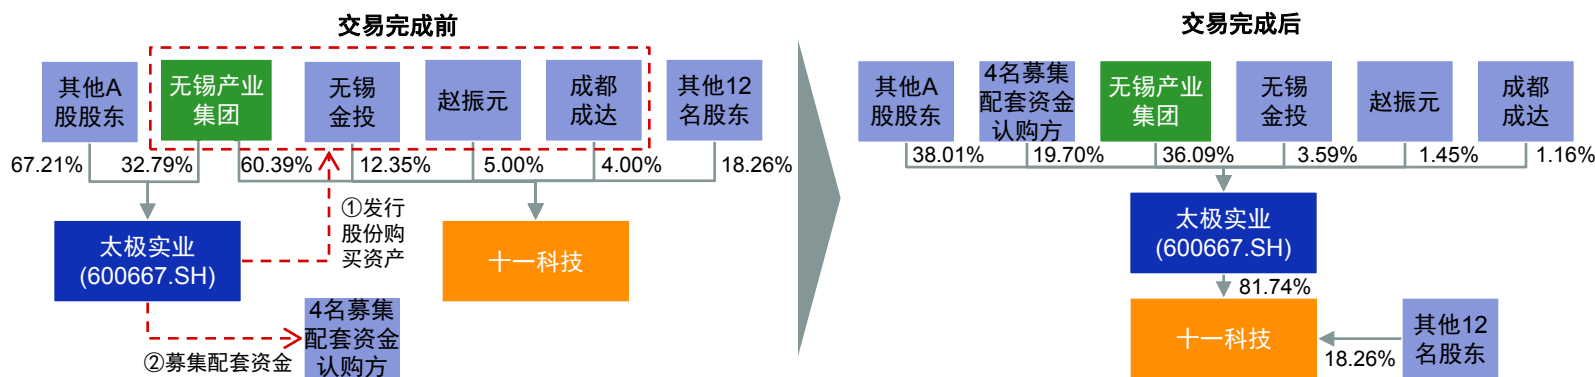 交易完成前
其他A
股股东
无锡产业
集团
无锡
金投
赵振元
成都
成达
其他12
名股东
67.21%
32.79%
60.39%
12.35%
5.00%
4.00%
18.26%
太极实业
(600667.SH)
①发行
股份购
买资产
十一科技
②募集配套资金
4名募集
配套资金
认购方
交易完成后
其他A
股股东
4名募集
配套资金
认购方
无锡产业
集团
无锡
金投
赵振元
成都
成达
38.01%
19.70%
36.09%
3.59%
1.45%
1.16%
太极实业
(600667.SH)
81.74%
十一科技
18.26%
其他12
名股东